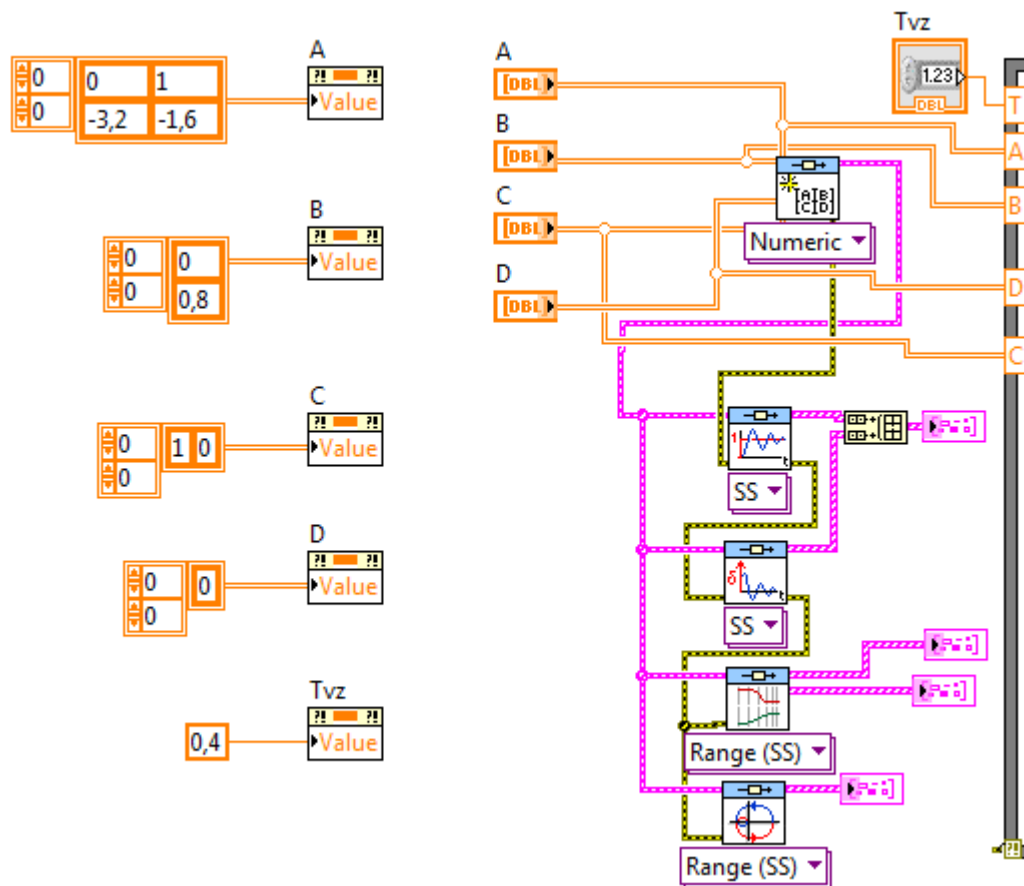 A
0
0
0 1
-3,2 -1,6
?! ?!
Value
B
0
0
0
0,8
?! ?!
Value
C
0
0
1 0
?! ?!
Value
D
0
0
0
?! ?!
Value
Tvz
0,4
?! ?!
Value
A
[DBL]
B
[DBL]
C
[DBL]
D
[DBL]
Tvz
1.23
DBL
A B
C D
Numeric
T
A
B
D
C
1
t
SS
δ
t
SS
Range (SS)
Range (SS)
?!